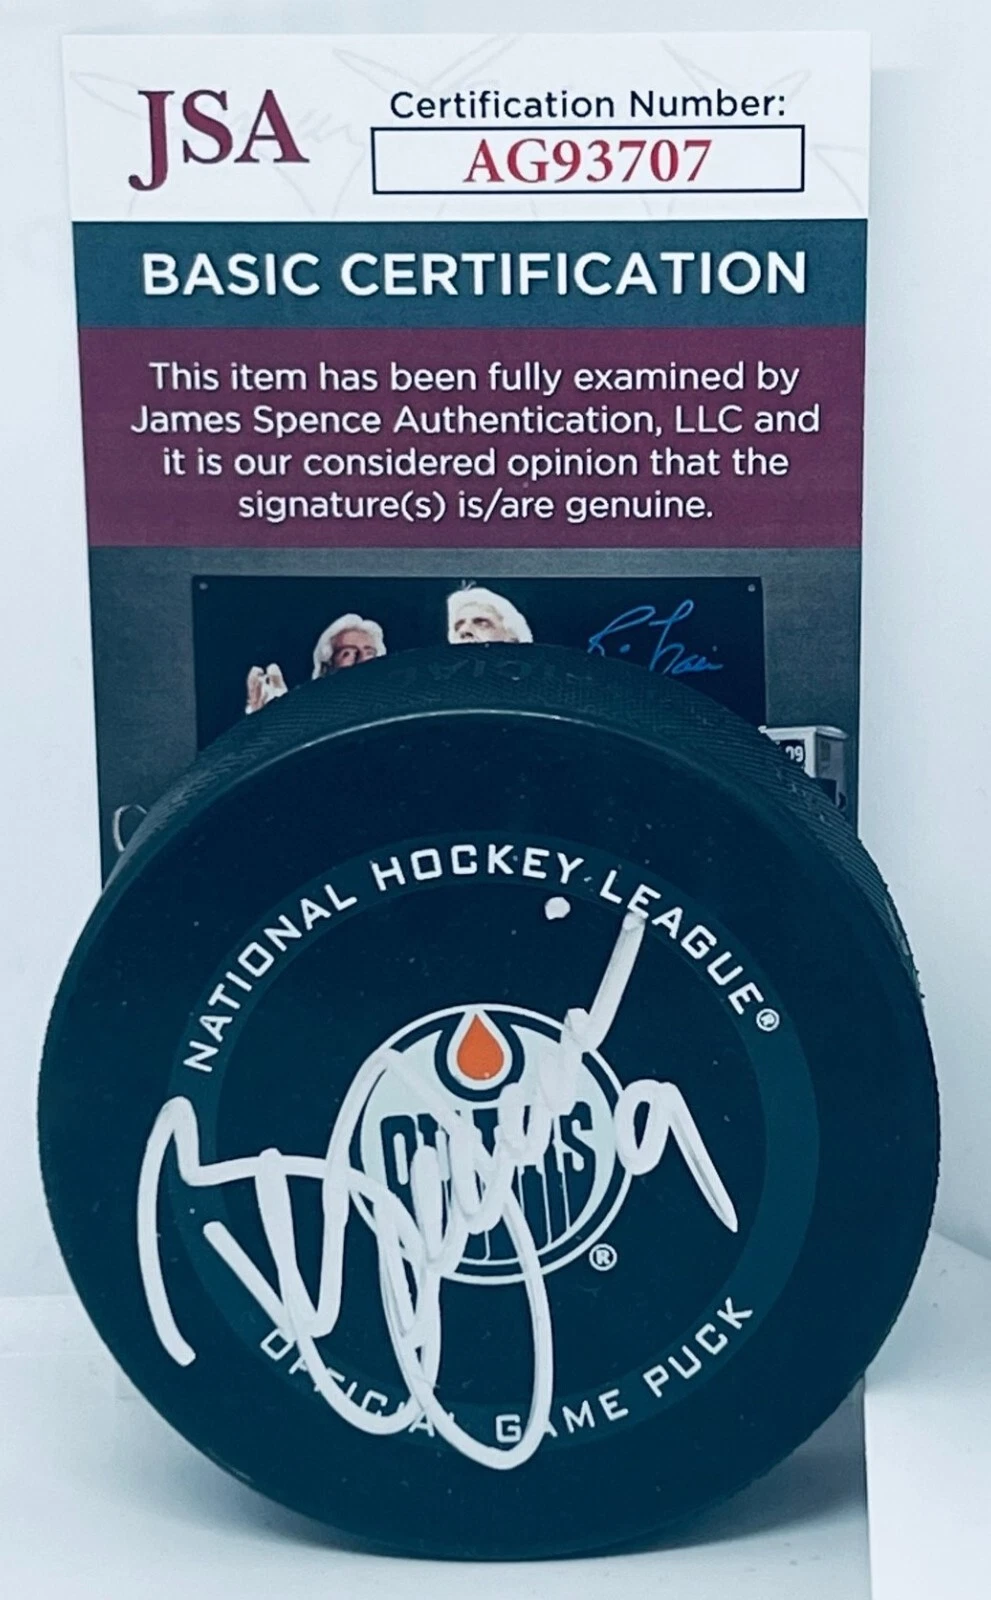 JSA
Certification Number:
AG93707
BASIC CERTIFICATION
This item has been fully examined by
James Spence Authentication, LLC and
it is our considered opinion that the
signature(s) is/are genuine.
NATIONAL HOCKEY LEAGUE®
OILERS
®
9
OFFICIAL GAME PUCK